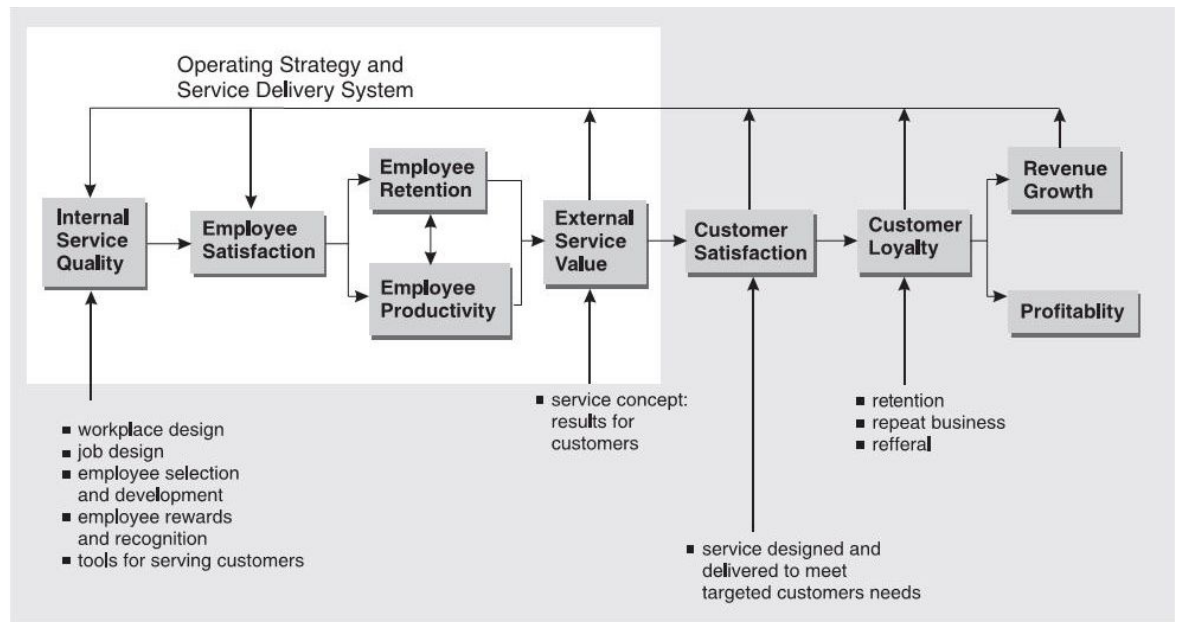 Operating Strategy and
Service Delivery System
Internal
Service
Quality
Employee
Satisfaction
Employee
Retention
Employee
Productivity
External
Service
Value
Customer
Satisfaction
Customer
Loyalty
Revenue
Growth
Profitablity
▪ workplace design
▪ job design
▪ employee selection
and development
▪ employee rewards
and recognition
▪ tools for serving customers
▪ service concept:
results for
customers
▪ service designed and
delivered to meet
targeted customers needs
▪ retention
▪ repeat business
▪ refferal